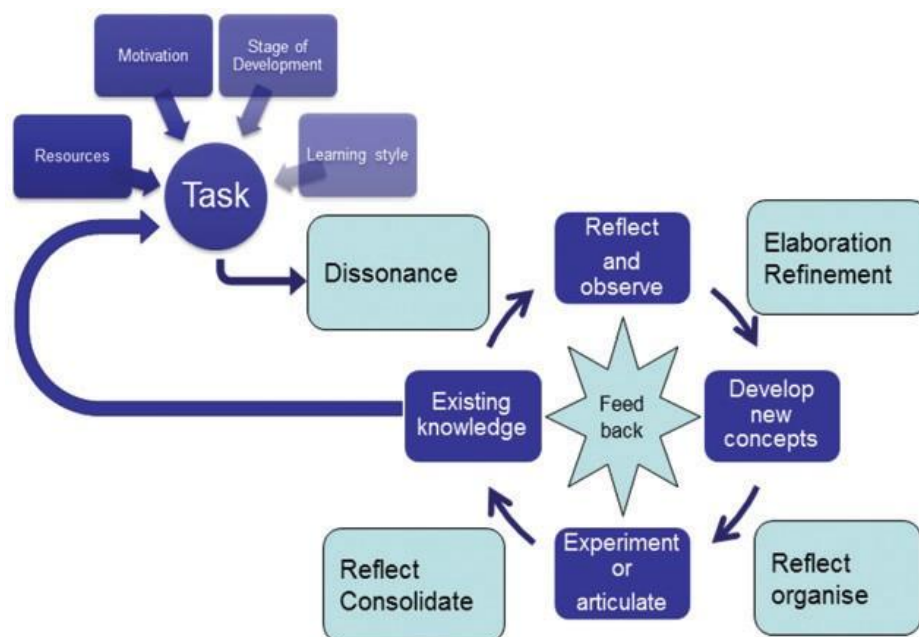 Motivation
Stage of
Development
Resources
Learning style
Task
Dissonance
Reflect
and
observe
Elaboration
Refinement
Existing
knowledge
Feed
back
Develop
new
concepts
Reflect
Consolidate
Experiment
or
articulate
Reflect
organise